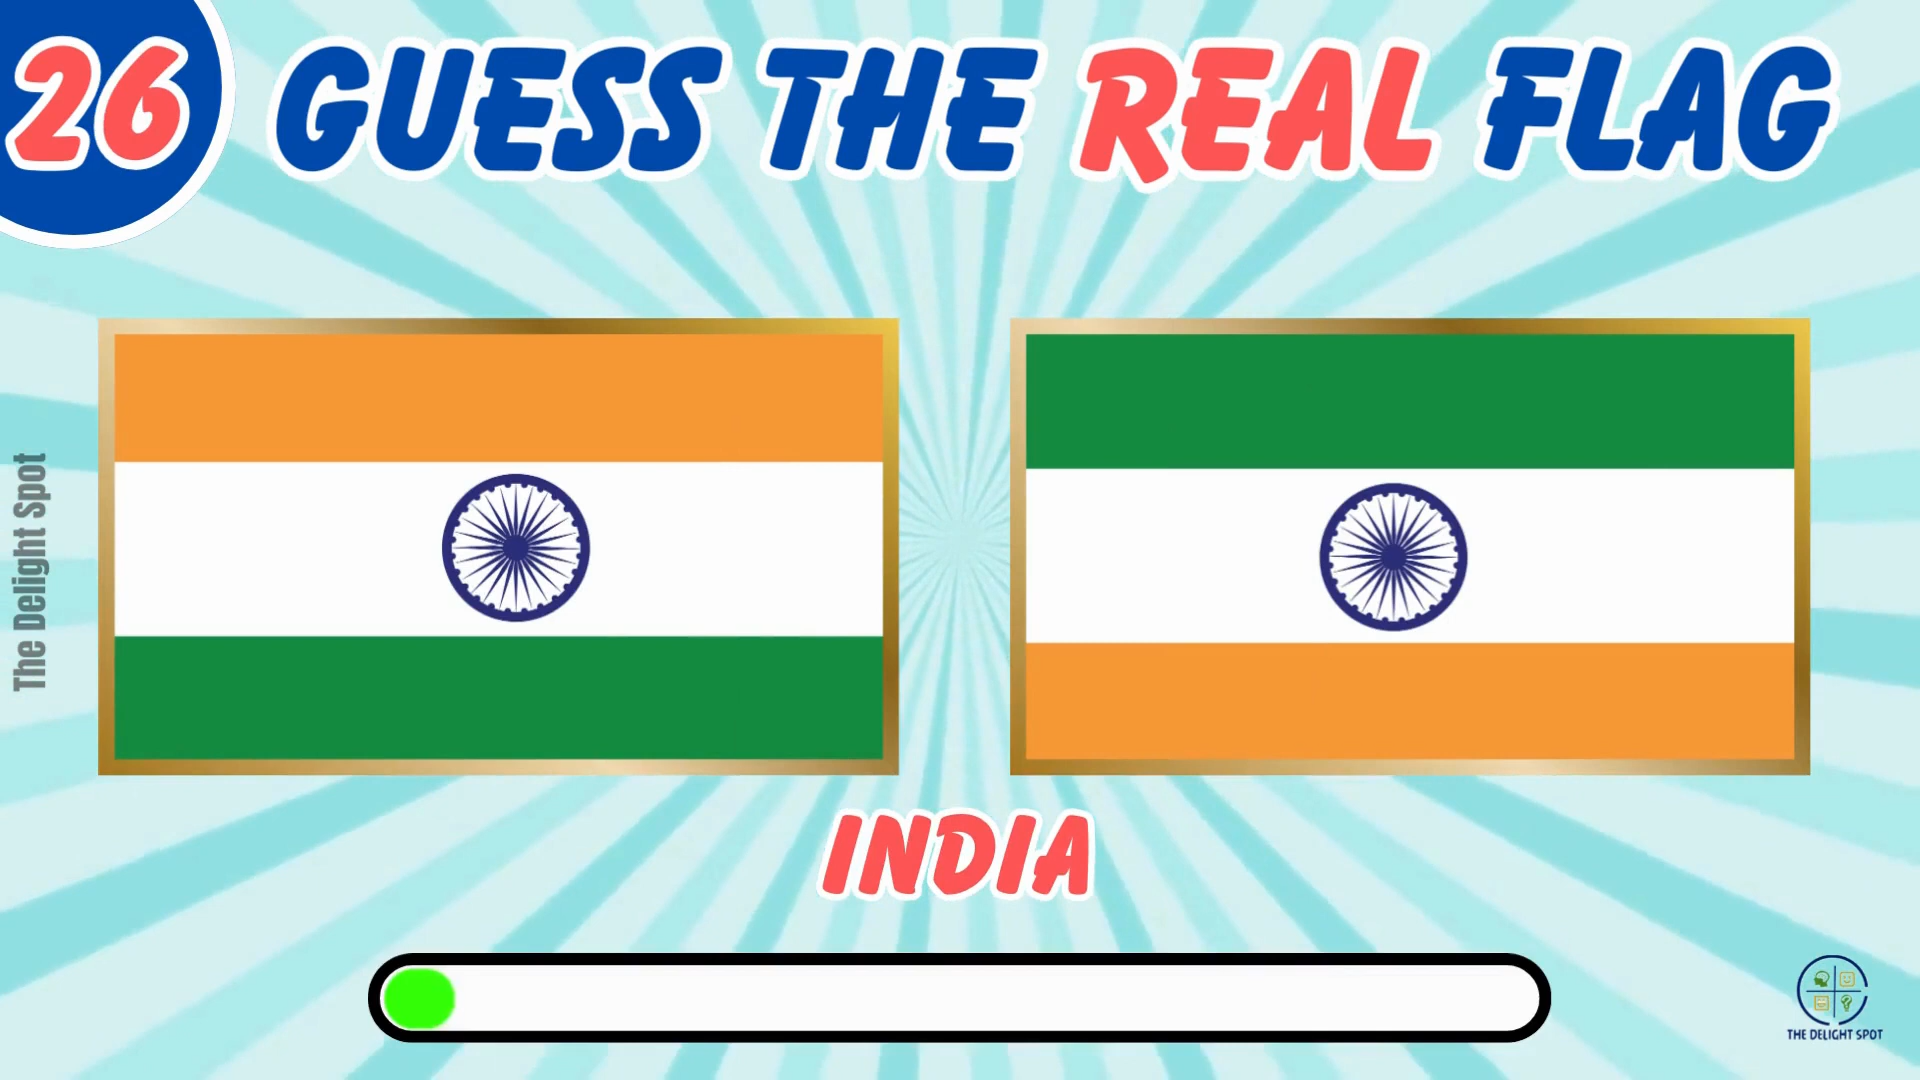 26
GUESS THE REAL FLAG
The Delight Spot
INDIA
THE DELIGHT SPOT